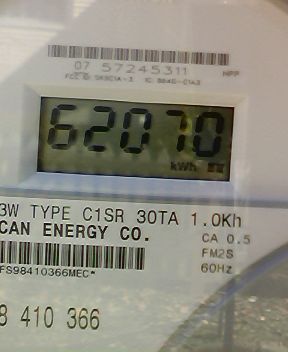 07 57245311
62070
kWh
3W TYPE C1SR 30TA 1.0Kh
CAN ENERGY CO.
CA 0.5
FM2S
60Hz
FS98410366MEC*
8 410 366